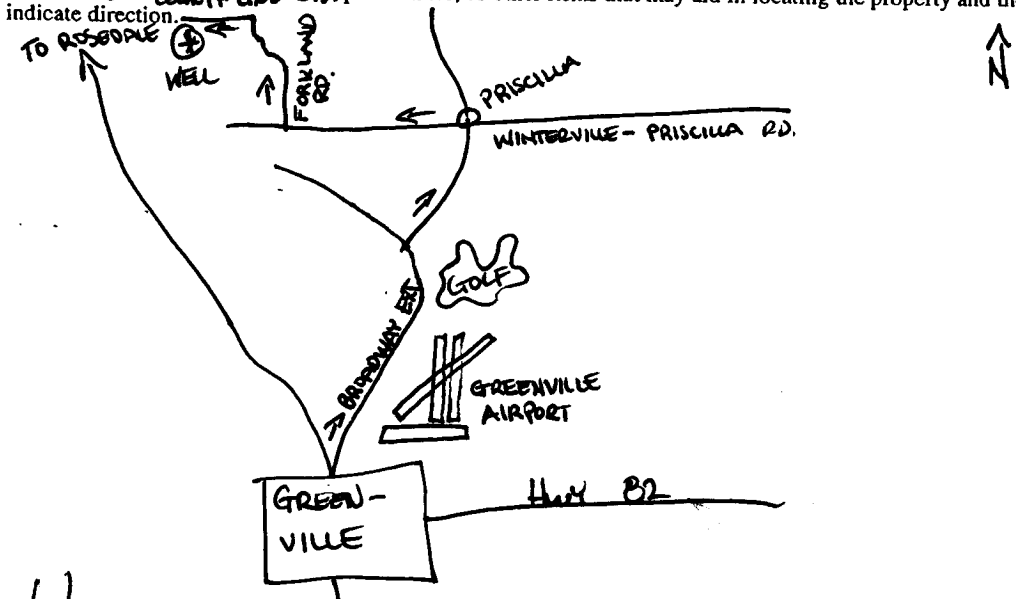 indicate direction.
TO ROSEDALE
WELL
FORKLAND
RD.
N
PRISCILLA
WINTERVILLE - PRISCILLA RD.
GOLF
BROADWAY EXT
GREENVILLE
AIRPORT
GREEN-
VILLE
Hwy 82